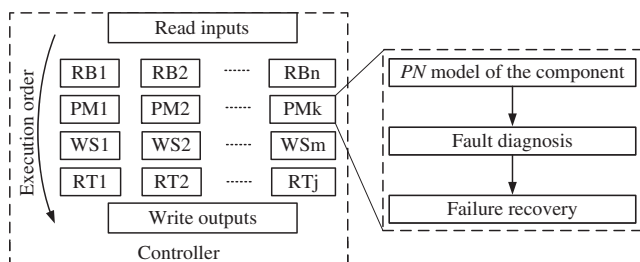 Read inputs
Execution order
RB1 RB2 ------ RBn
PM1 PM2 ------ PMk
WS1 WS2 ------ WSm
RT1 RT2 ------ RTj
Write outputs
Controller
PN model of the component
Fault diagnosis
Failure recovery